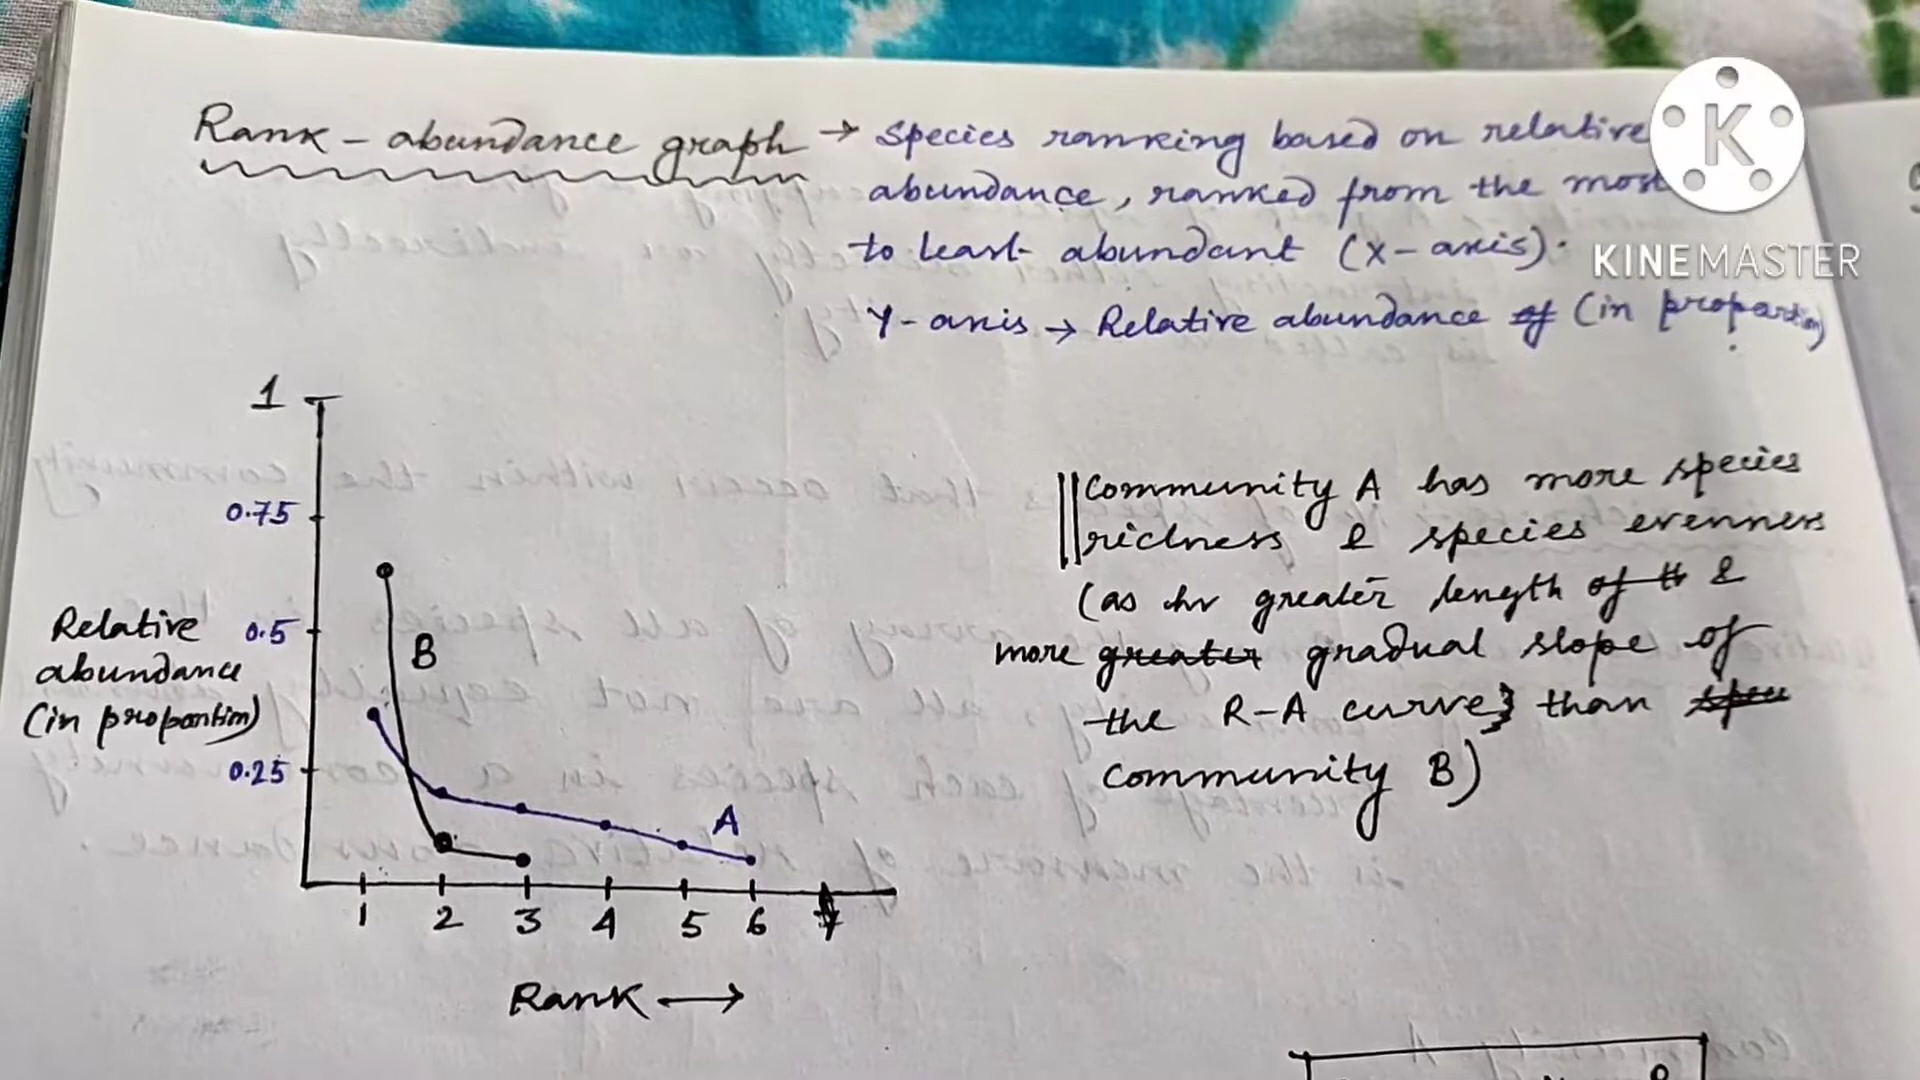 Rank-abundance graph → Species ranking based on relative
abundance, ranked from the most
to least abundant (X-axis).
Y-axis → Relative abundance of (in proportion)
K
KINEMASTER
1
0.75
0.5
0.25
Relative
abundance
(in proportion)
B
A
1 2 3 4 5 6 7
Rank →
Community A has more species
richness & species evenness
(as greater length of &
more greater gradual slope of
the R-A curve} than
community B)